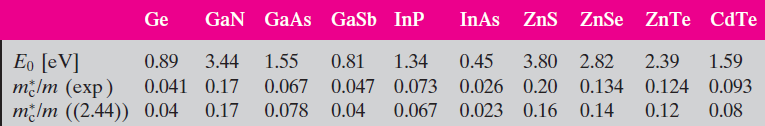 Ge GaN GaAs GaSb InP InAs ZnS ZnSe ZnTe CdTe
E₀ [eV] 0.89 3.44 1.55 0.81 1.34 0.45 3.80 2.82 2.39 1.59
m*c/m (exp) 0.041 0.17 0.067 0.047 0.073 0.026 0.20 0.134 0.124 0.093
m*c/m ((2.44)) 0.04 0.17 0.078 0.04 0.067 0.023 0.16 0.14 0.12 0.08